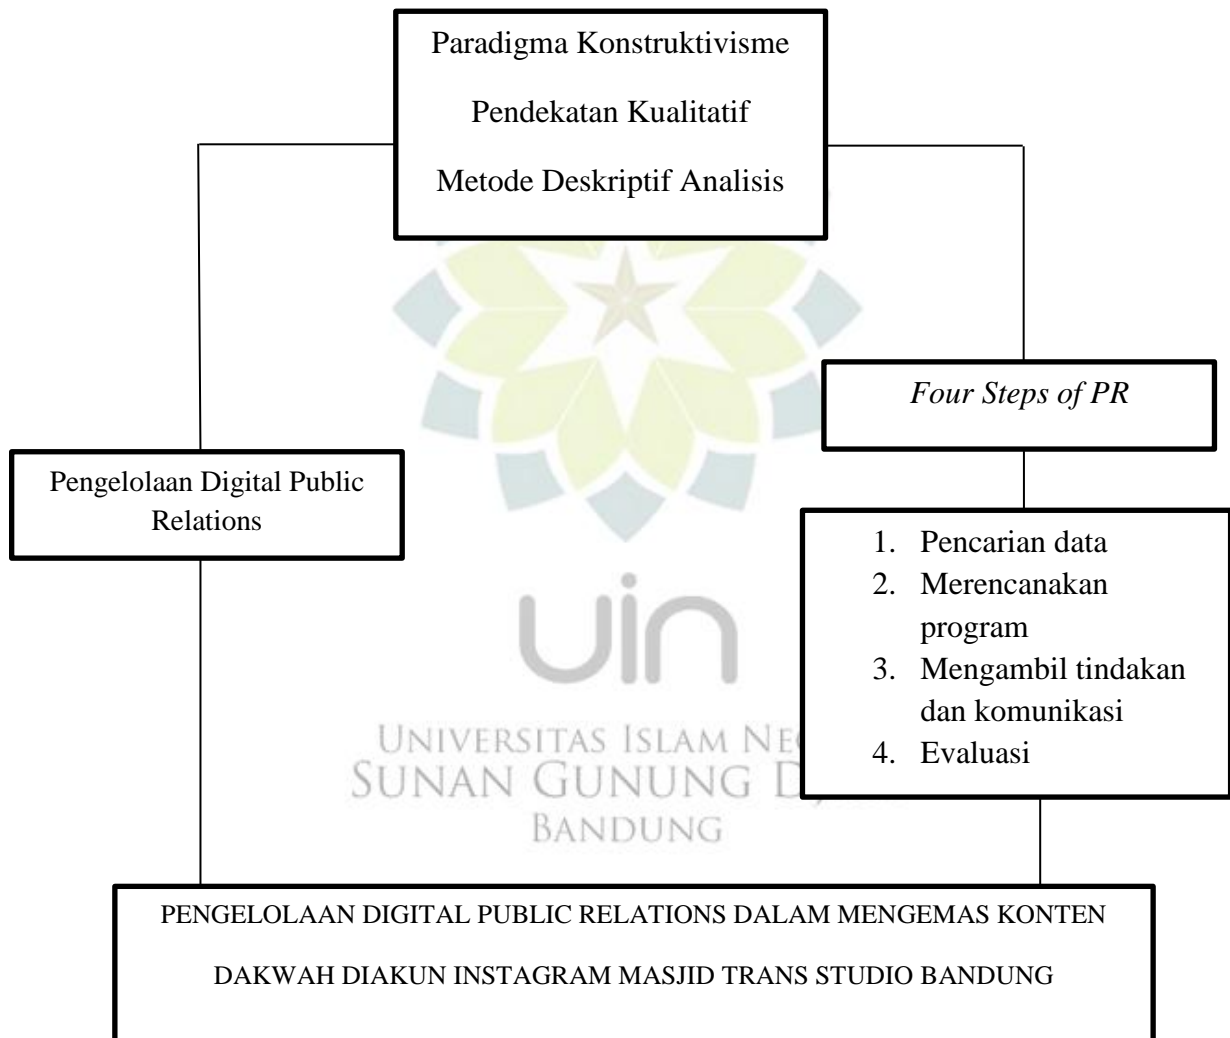 Paradigma Konstruktivisme
Pendekatan Kualitatif
Metode Deskriptif Analisis
Four Steps of PR
Pengelolaan Digital Public
Relations
1. Pencarian data
2. Merencanakan
program
3. Mengambil tindakan
dan komunikasi
4. Evaluasi
uin
UNIVERSITAS ISLAM
SUNAN GUNUNG
BANDUNG
PENGELOLAAN DIGITAL PUBLIC RELATIONS DALAM MENGEMAS KONTEN
DAKWAH DIAKUN INSTAGRAM MASJID TRANS STUDIO BANDUNG